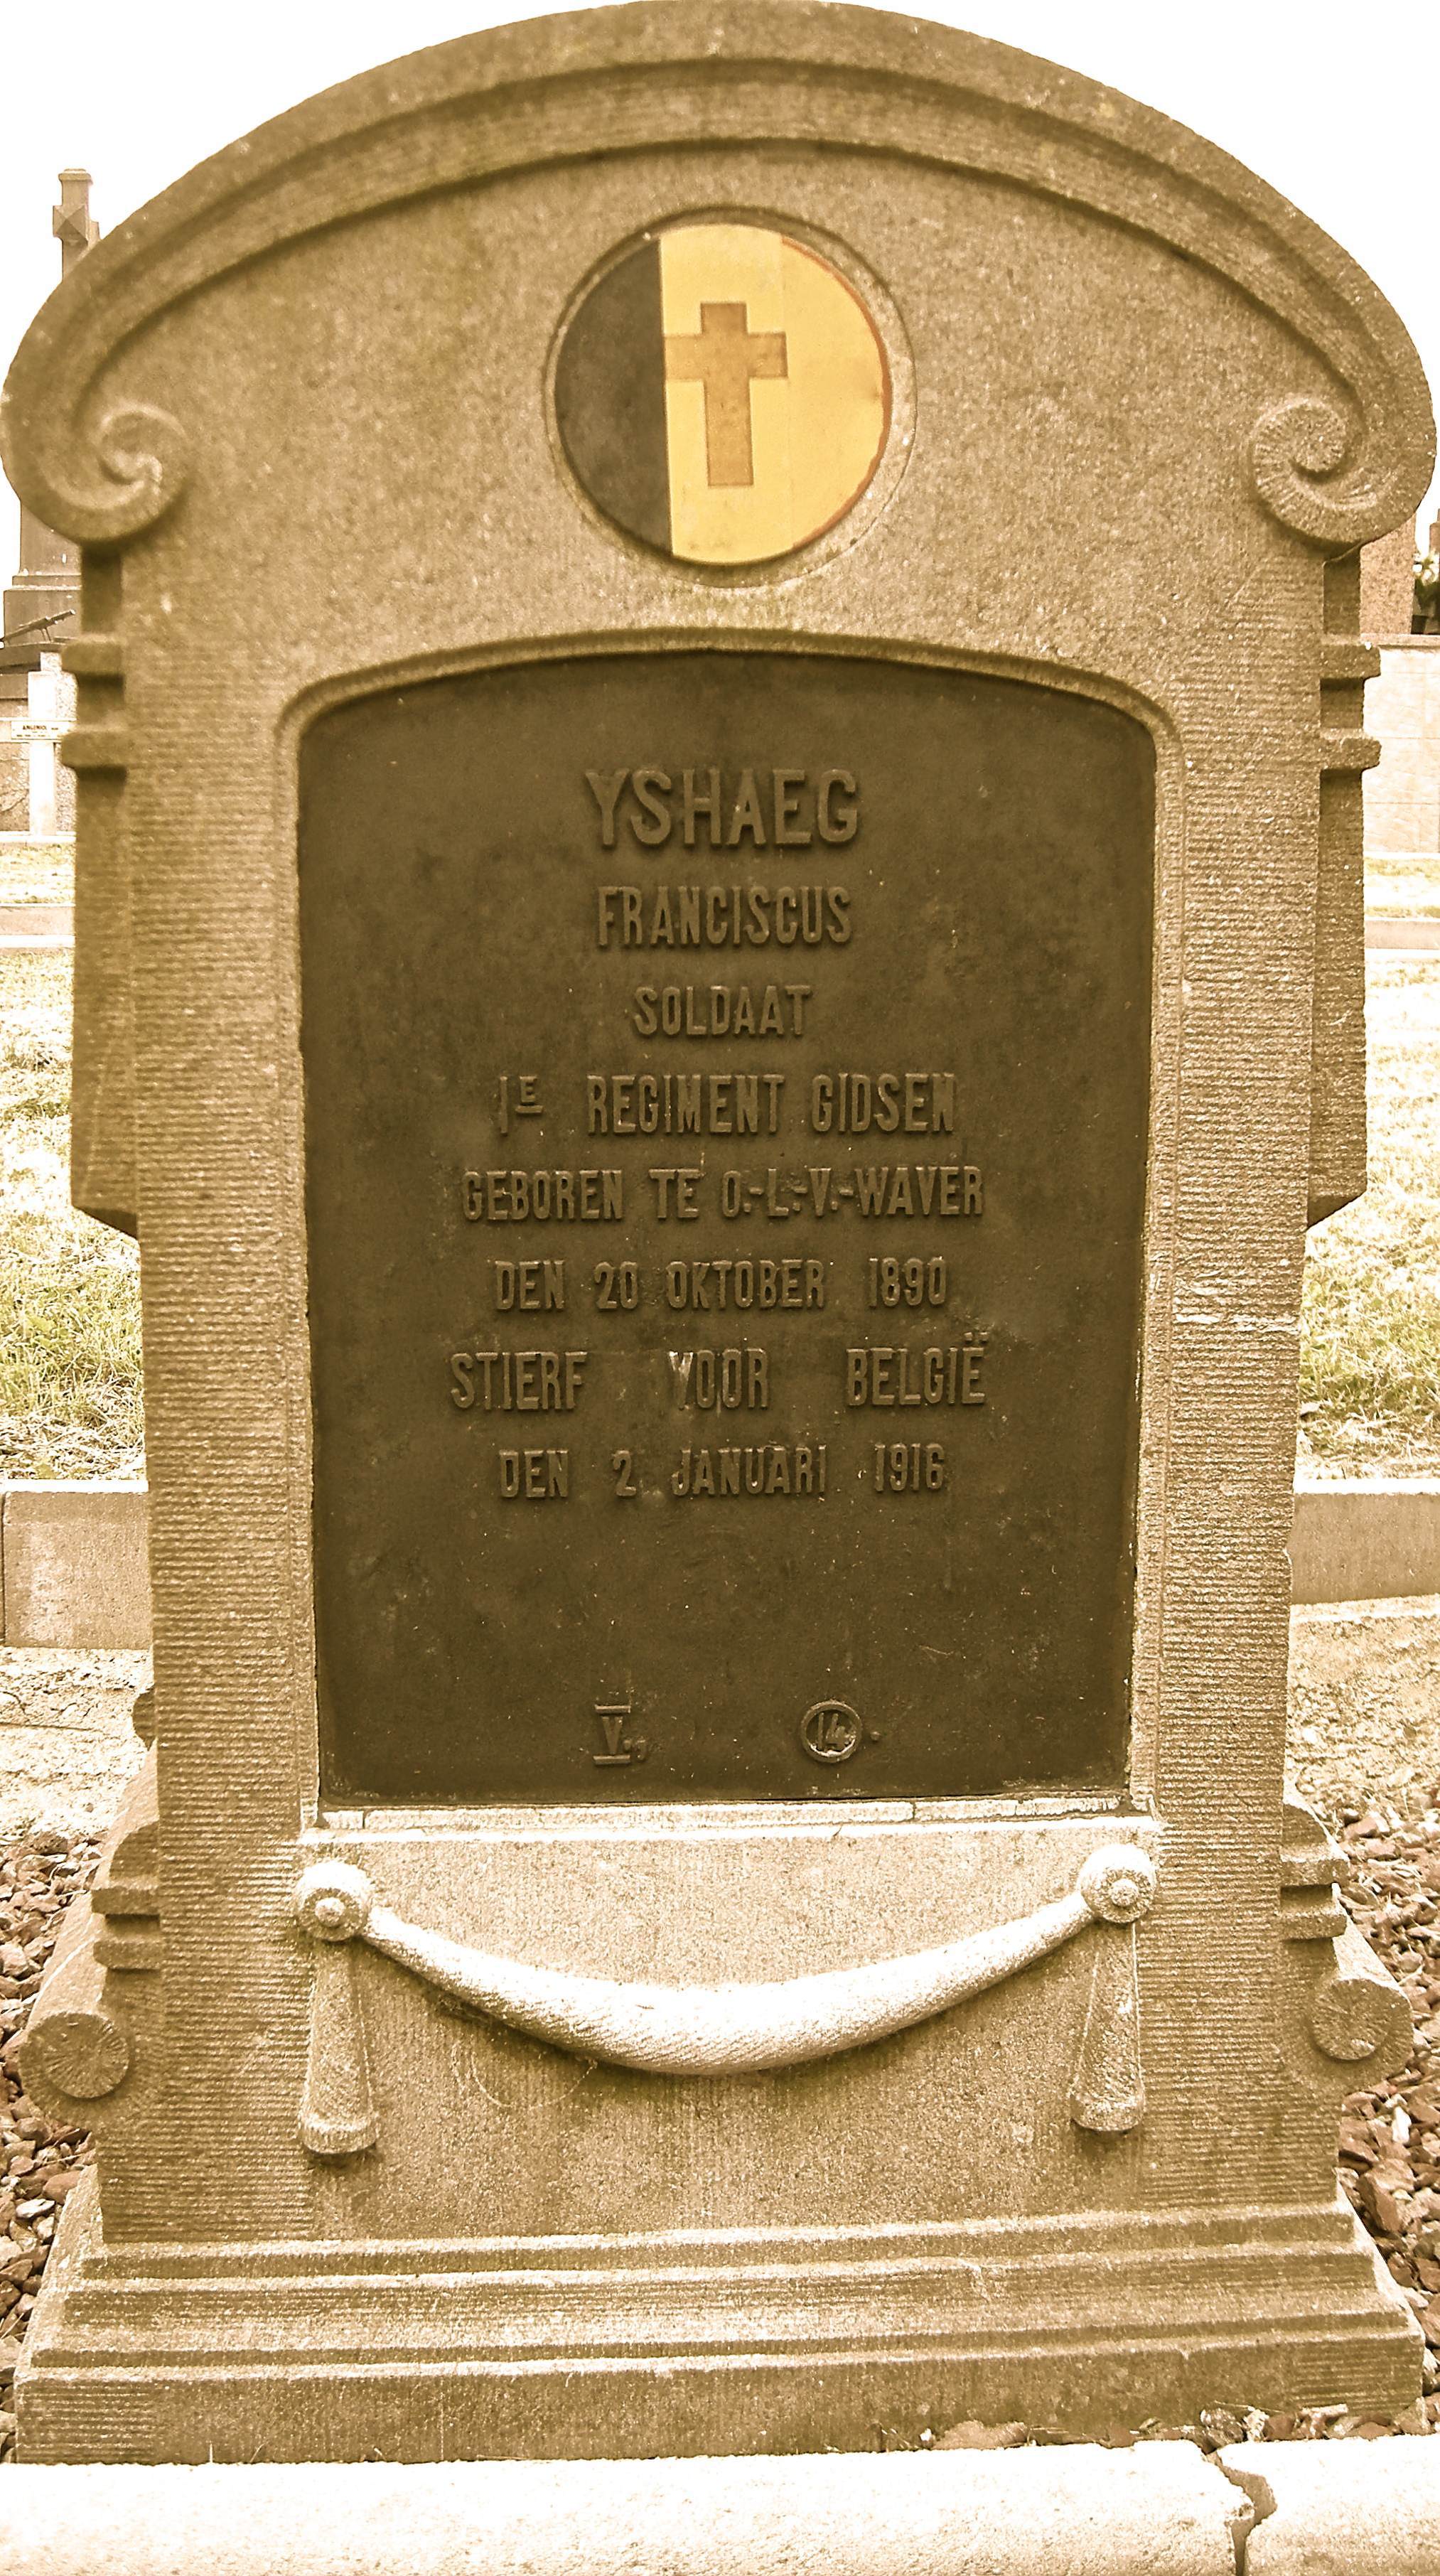 YSHAEG
FRANCISCUS
SOLDAAT
1E REGIMENT GIDSEN
GEBOREN TE O.-L.-V.-WAVER
DEN 20 OKTOBER 1890
STIERF VOOR BELGIË
DEN 2 JANUARI 1916
V., 14.